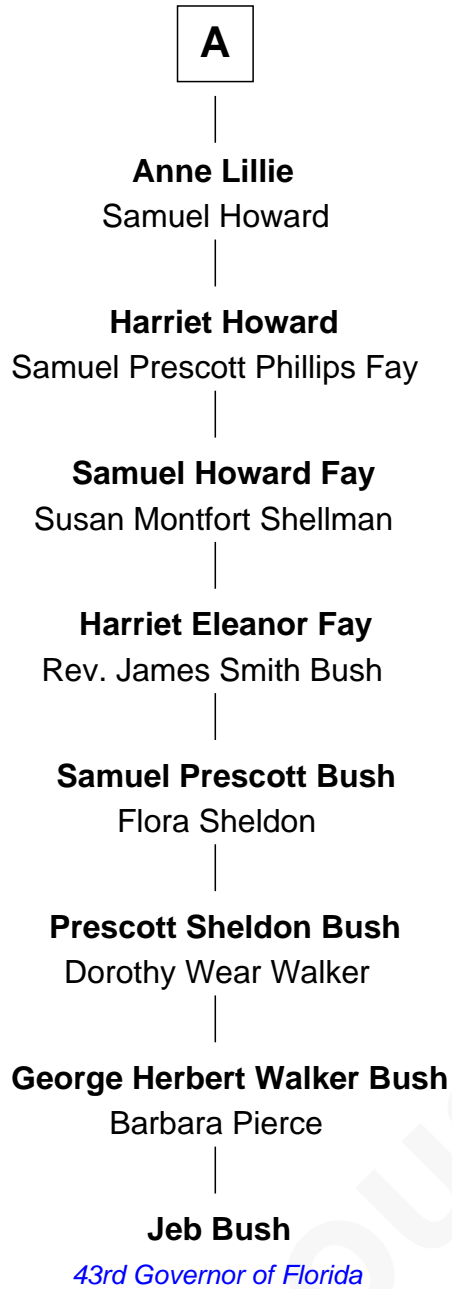 A
Anne Lillie
Samuel Howard
Harriet Howard
Samuel Prescott Phillips Fay
Samuel Howard Fay
Susan Montfort Shellman
Harriet Eleanor Fay
Rev. James Smith Bush
Samuel Prescott Bush
Flora Sheldon
Prescott Sheldon Bush
Dorothy Wear Walker
George Herbert Walker Bush
Barbara Pierce
Jeb Bush
43rd Governor of Florida